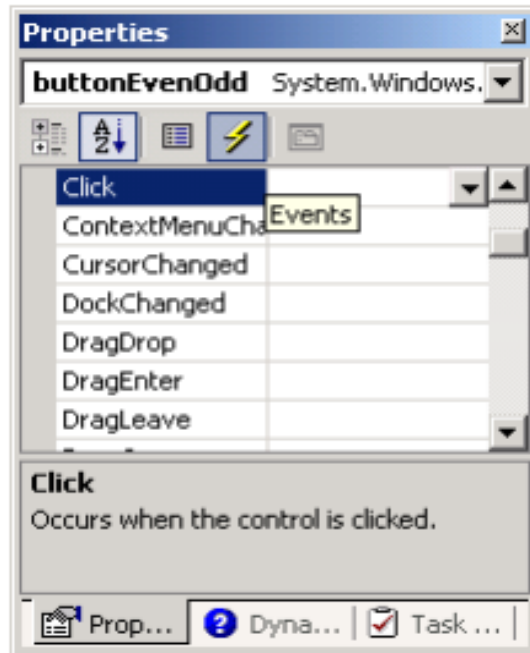 Properties
buttonEvenOdd System.Windows.
Click
Events
ContextMenuCha
CursorChanged
DockChanged
DragDrop
DragEnter
DragLeave
Click
Occurs when the control is clicked.
Prop... Dyna... Task ...